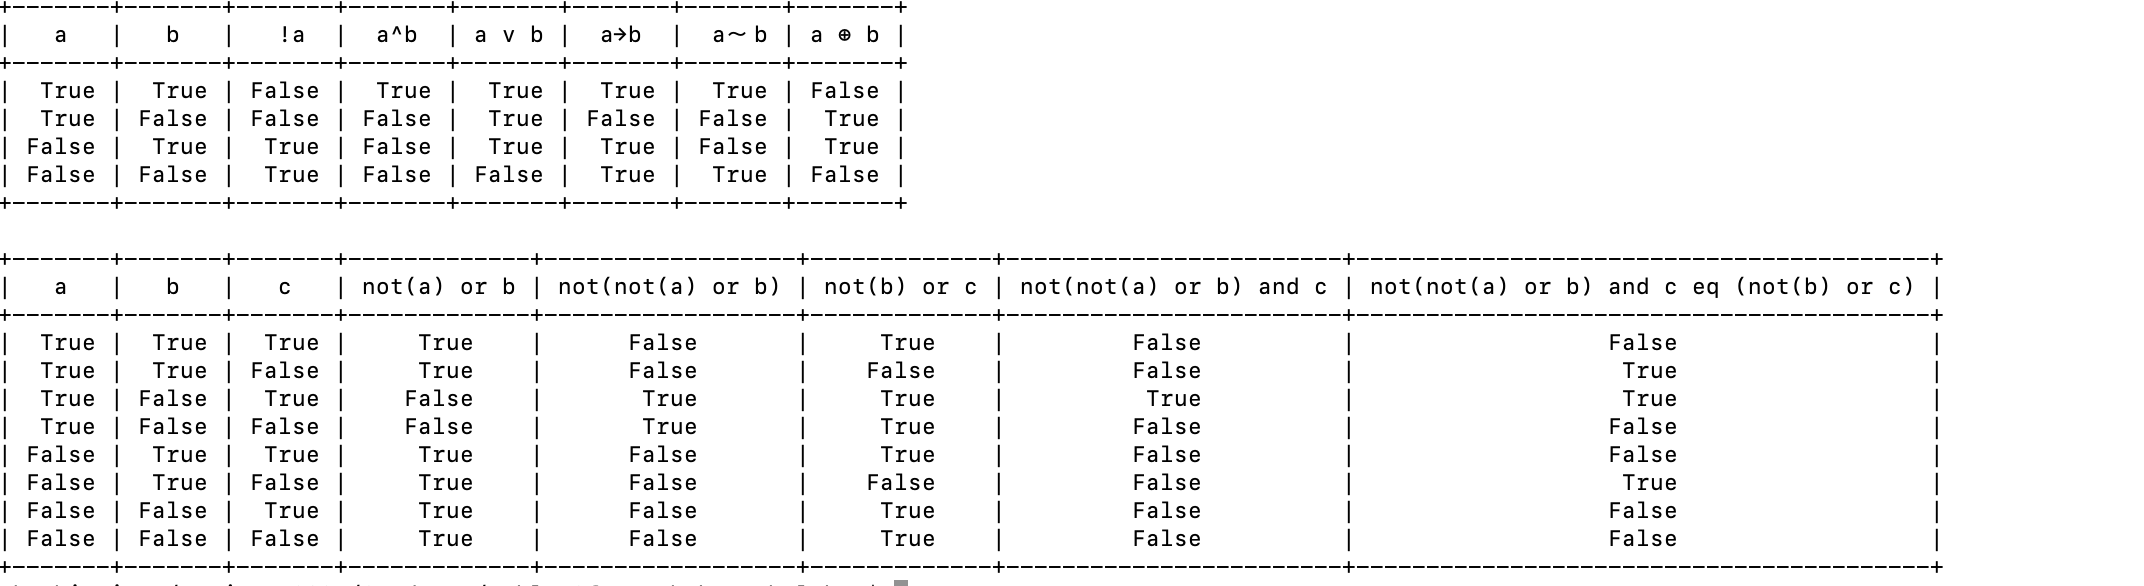 +-------+-------+-------+-------+-------+-------+-------+-------+
|   a   |   b   |   !a  |  a^b  | a v b |  a→b  |  a~ b | a ⊕ b |
+-------+-------+-------+-------+-------+-------+-------+-------+
|  True |  True | False |  True |  True |  True |  True | False |
|  True | False | False | False |  True | False | False |  True |
| False |  True |  True | False |  True |  True | False |  True |
| False | False |  True | False | False |  True |  True | False |
+-------+-------+-------+-------+-------+-------+-------+-------+
+-------+-------+-------+-------------+------------------+-------------+------------------------+-----------------------------------------+
|   a   |   b   |   c   | not(a) or b | not(not(a) or b) | not(b) or c | not(not(a) or b) and c | not(not(a) or b) and c eq (not(b) or c) |
+-------+-------+-------+-------------+------------------+-------------+------------------------+-----------------------------------------+
|  True |  True |  True |     True    |      False       |     True    |         False          |                  False                  |
|  True |  True | False |     True    |      False       |    False    |         False          |                   True                  |
|  True | False |  True |    False    |       True       |     True    |          True          |                   True                  |
|  True | False | False |    False    |       True       |     True    |         False          |                  False                  |
| False |  True |  True |     True    |      False       |     True    |         False          |                  False                  |
| False |  True | False |     True    |      False       |    False    |         False          |                   True                  |
| False | False |  True |     True    |      False       |     True    |         False          |                  False                  |
| False | False | False |     True    |      False       |     True    |         False          |                  False                  |
+-------+-------+-------+-------------+------------------+-------------+------------------------+-----------------------------------------+